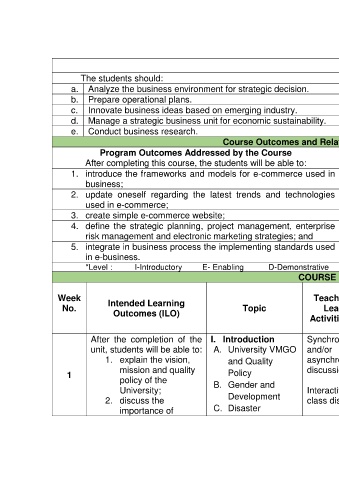 The students should:
a. Analyze the business environment for strategic decision.
b. Prepare operational plans.
c. Innovate business ideas based on emerging industry.
d. Manage a strategic business unit for economic sustainability.
e. Conduct business research.
Course Outcomes and Rela
Program Outcomes Addressed by the Course
After completing this course, the students will be able to:
1. introduce the frameworks and models for e-commerce used in
business;
2. update oneself regarding the latest trends and technologies
used in e-commerce;
3. create simple e-commerce website;
4. define the strategic planning, project management, enterprise
risk management and electronic marketing strategies; and
5. integrate in business process the implementing standards used
in e-business.
*Level : I-Introductory E- Enabling D-Demonstrative
COURSE
Week
No.
Intended Learning
Outcomes (ILO)
Topic
Teach
Lea
Activiti
1
After the completion of the
unit, students will be able to:
1. explain the vision,
mission and quality
policy of the
University;
2. discuss the
importance of
I. Introduction
A. University VMGO
and Quality
Policy
B. Gender and
Development
C. Disaster
Synchro
and/or
asynchr
discussi
Interacti
class dis